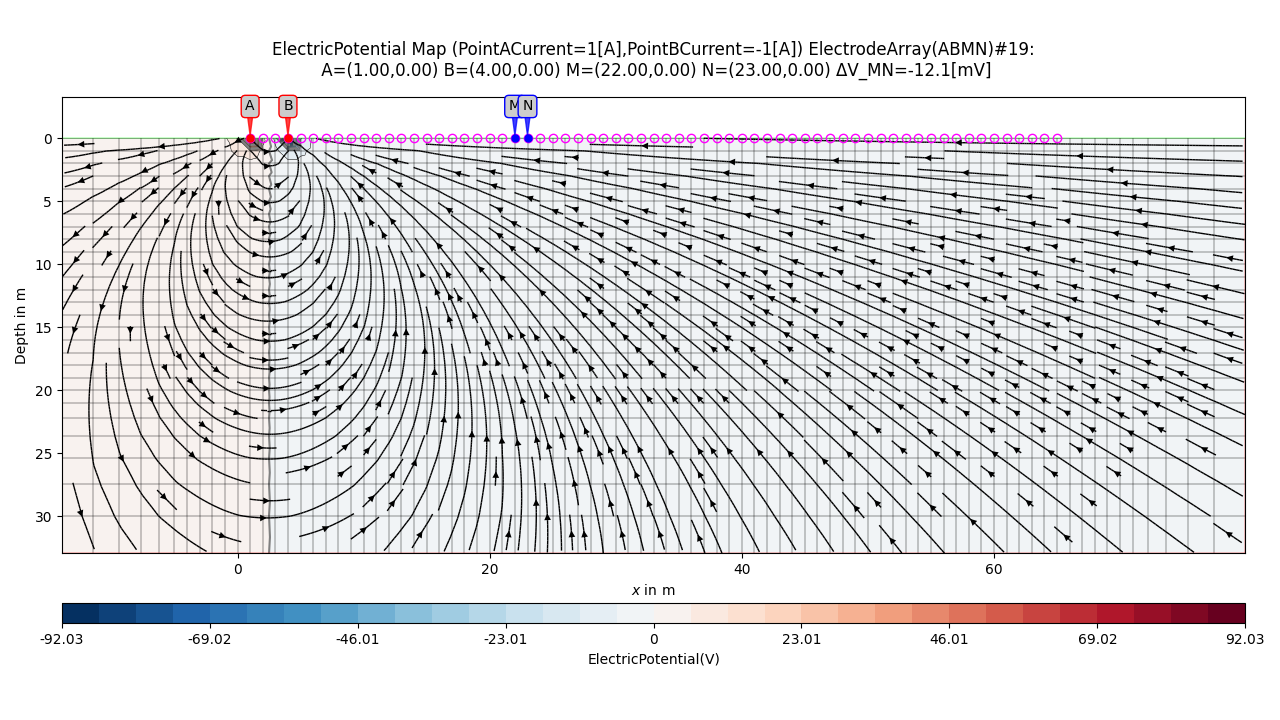 ElectricPotential Map (PointACurrent=1[A],PointBCurrent=-1[A]) ElectrodeArray(ABMN)#19:
A=(1.00,0.00) B=(4.00,0.00) M=(22.00,0.00) N=(23.00,0.00) ΔV_MN=-12.1[mV]
A B M N
0
5
10
15
20
25
30
Depth in m
0 20 40 60
x in m
-92.03 -69.02 -46.01 -23.01 0 23.01 46.01 69.02 92.03
ElectricPotential(V)